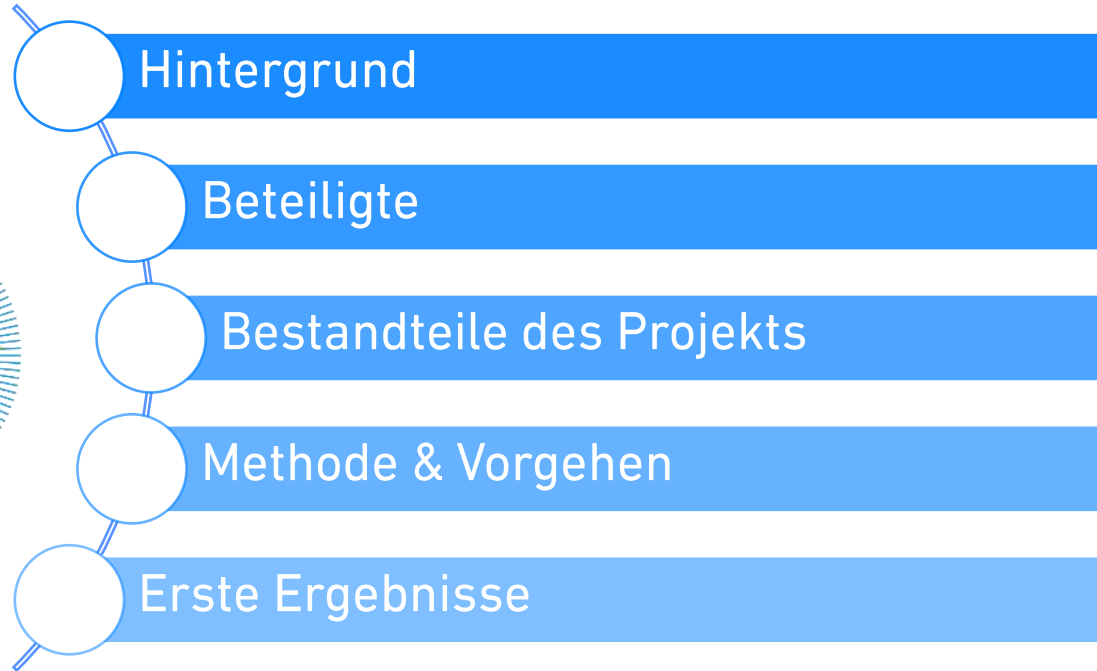 Hintergrund
Beteiligte
Bestandteile des Projekts
Methode & Vorgehen
Erste Ergebnisse